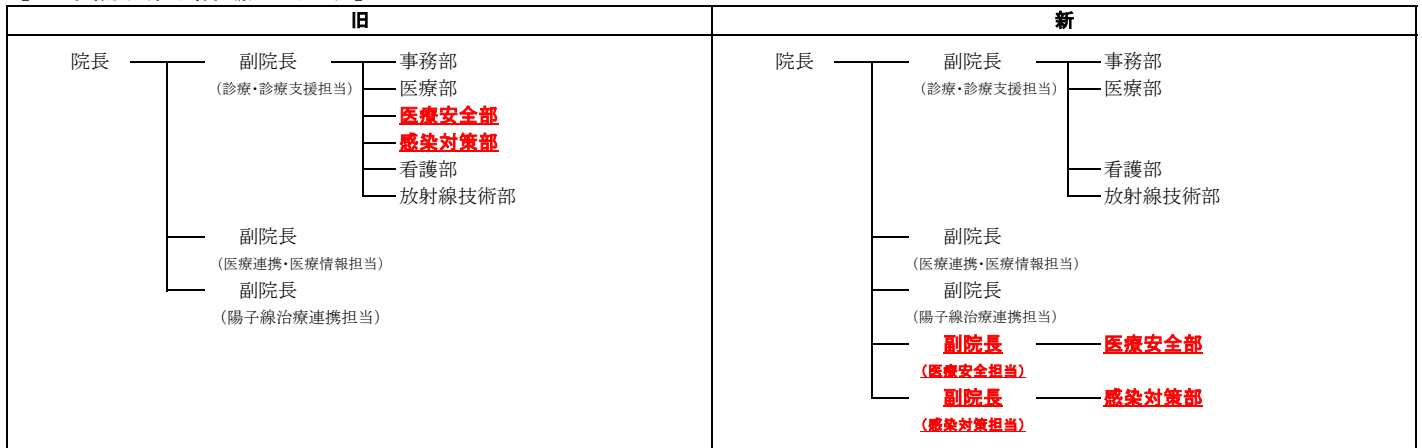 旧
院長 副院長 事務部
(診療・診療支援担当) 医療部
医療安全部
感染対策部
看護部
放射線技術部
副院長
(医療連携・医療情報担当)
副院長
(陽子線治療連携担当)
新
院長 副院長 事務部
(診療・診療支援担当) 医療部
看護部
放射線技術部
副院長
(医療連携・医療情報担当)
副院長
(陽子線治療連携担当)
副院長 医療安全部
(医療安全担当)
副院長 感染対策部
(感染対策担当)